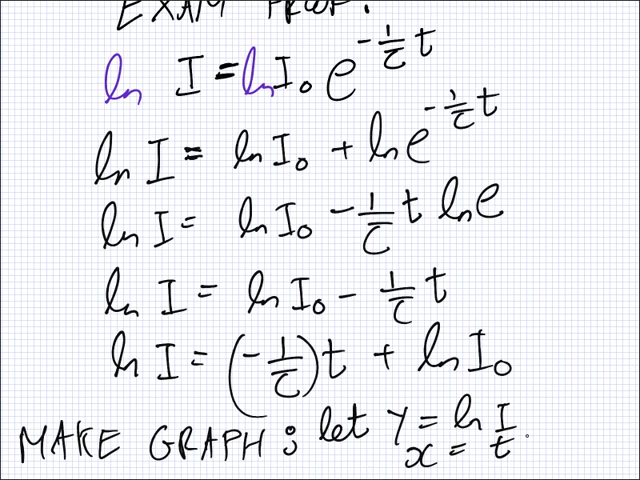 EXAM PROOF:
ln I = ln I₀ e^(-1/τ t)
ln I = ln I₀ + ln e^(-1/τ t)
ln I = ln I₀ - 1/τ t ln e
ln I = ln I₀ - 1/τ t
ln I = (-1/τ) t + ln I₀
MAKE GRAPH: let y = ln I
x = t